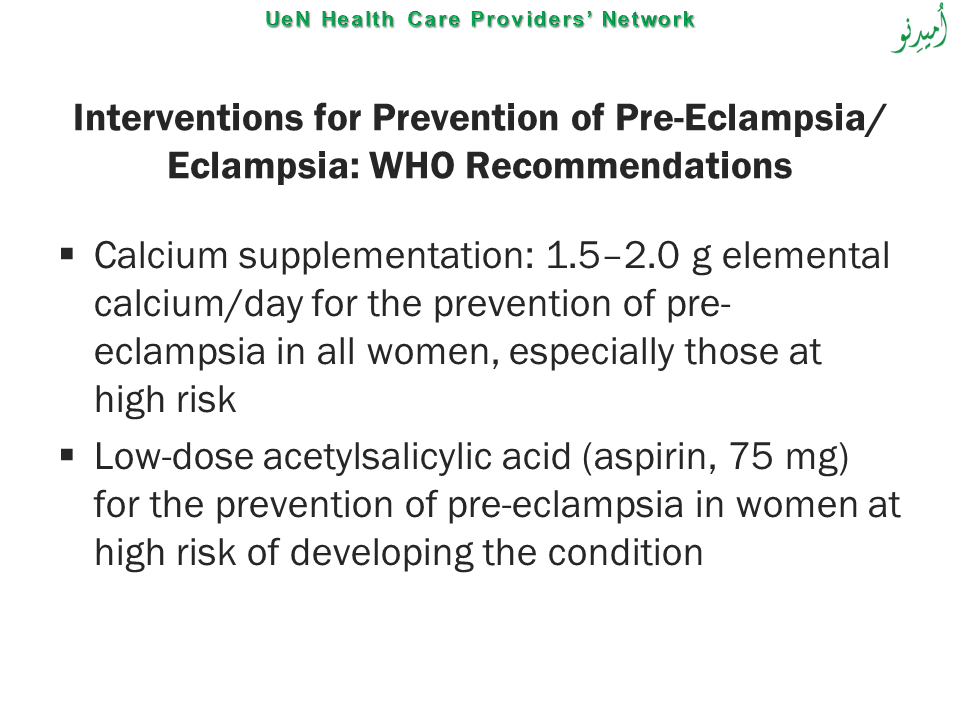 UeN Health Care Providers’ Network
اُمیدِنو
Interventions for Prevention of Pre-Eclampsia/
Eclampsia: WHO Recommendations
▪ Calcium supplementation: 1.5–2.0 g elemental
calcium/day for the prevention of pre-
eclampsia in all women, especially those at
high risk
▪ Low-dose acetylsalicylic acid (aspirin, 75 mg)
for the prevention of pre-eclampsia in women at
high risk of developing the condition